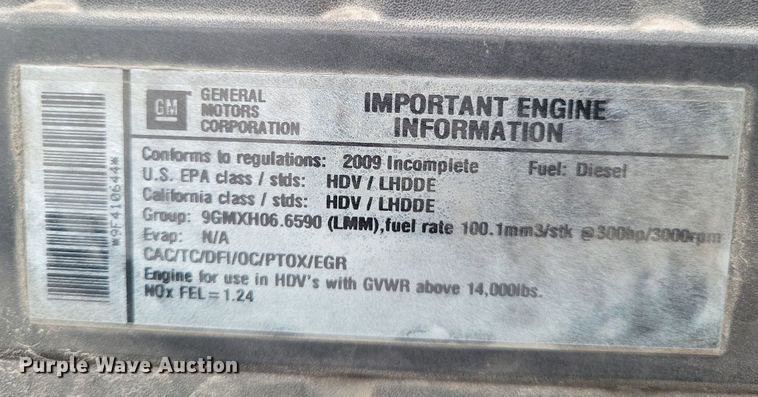 GM
GENERAL
MOTORS
CORPORATION
IMPORTANT ENGINE
INFORMATION
Conforms to regulations: 2009 Incomplete Fuel: Diesel
U.S. EPA class / stds: HDV / LHDDE
California class / stds: HDV / LHDDE
Group: 9GMXH06.6590 (LMM),fuel rate 100.1mm3/stk @300hp/3000rpm
Evap: N/A
CAC/TC/DFI/OC/PTOX/EGR
Engine for use in HDV's with GVWR above 14,000lbs.
NOx FEL=1.24
*9F410644*
Purple Wave Auction